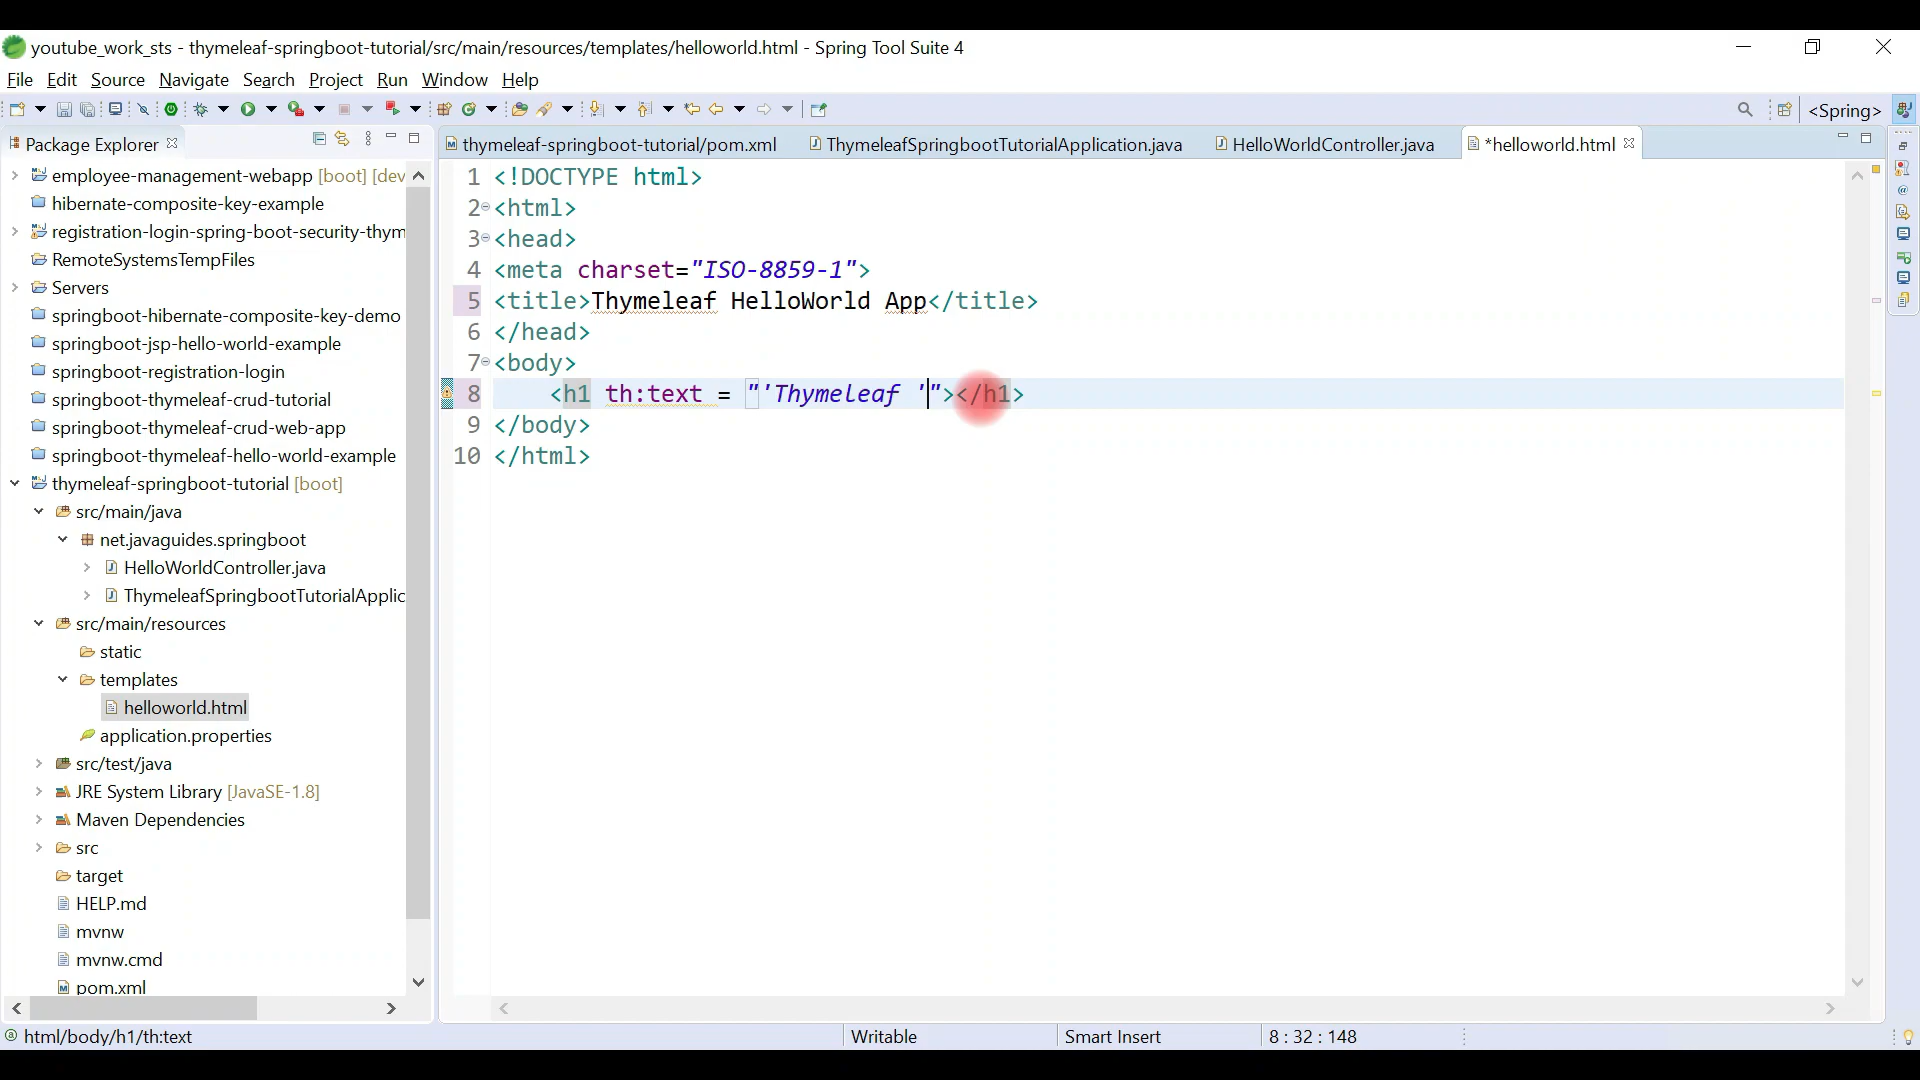 youtube_work_sts - thymeleaf-springboot-tutorial/src/main/resources/templates/helloworld.html - Spring Tool Suite 4
File Edit Source Navigate Search Project Run Window Help
<Spring>
Package Explorer
thymeleaf-springboot-tutorial/pom.xml ThymeleafSpringbootTutorialApplication.java HelloWorldController.java *helloworld.html
employee-management-webapp [boot] [dev
hibernate-composite-key-example
registration-login-spring-boot-security-thym
RemoteSystemsTempFiles
Servers
springboot-hibernate-composite-key-demo
springboot-jsp-hello-world-example
springboot-registration-login
springboot-thymeleaf-crud-tutorial
springboot-thymeleaf-crud-web-app
springboot-thymeleaf-hello-world-example
thymeleaf-springboot-tutorial [boot]
src/main/java
net.javaguides.springboot
HelloWorldController.java
ThymeleafSpringbootTutorialApplic
src/main/resources
static
templates
helloworld.html
application.properties
src/test/java
JRE System Library [JavaSE-1.8]
Maven Dependencies
src
target
HELP.md
mvnw
mvnw.cmd
pom.xml
1 <!DOCTYPE html>
2 <html>
3 <head>
4 <meta charset="ISO-8859-1">
5 <title>Thymeleaf HelloWorld App</title>
6 </head>
7 <body>
8 <h1 th:text = "'Thymeleaf '"></h1>
9 </body>
10 </html>
html/body/h1/th:text
Writable
Smart Insert
8 : 32 : 148